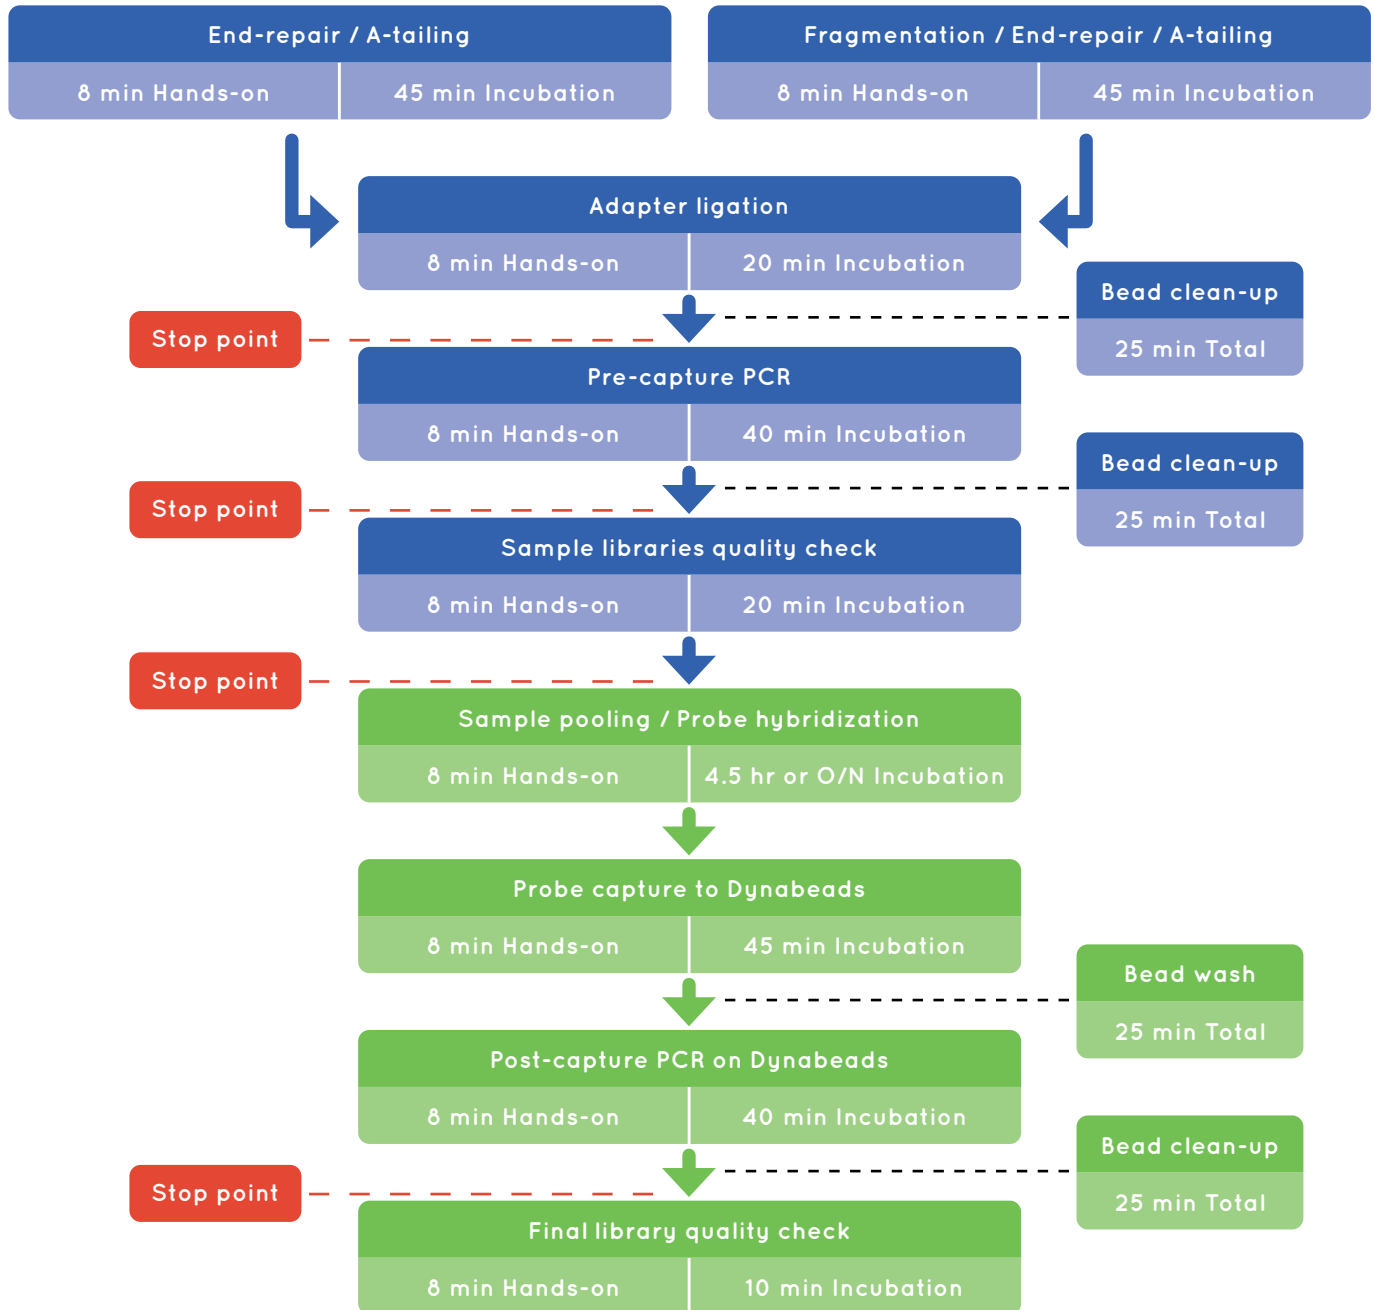 End-repair / A-tailing
8 min Hands-on
45 min Incubation
Fragmentation / End-repair / A-tailing
8 min Hands-on
45 min Incubation
Adapter ligation
8 min Hands-on
20 min Incubation
Bead clean-up
25 min Total
Stop point
Pre-capture PCR
8 min Hands-on
40 min Incubation
Bead clean-up
25 min Total
Stop point
Sample libraries quality check
8 min Hands-on
20 min Incubation
Stop point
Sample pooling / Probe hybridization
8 min Hands-on
4.5 hr or O/N Incubation
Probe capture to Dynabeads
8 min Hands-on
45 min Incubation
Bead wash
25 min Total
Post-capture PCR on Dynabeads
8 min Hands-on
40 min Incubation
Bead clean-up
25 min Total
Stop point
Final library quality check
8 min Hands-on
10 min Incubation